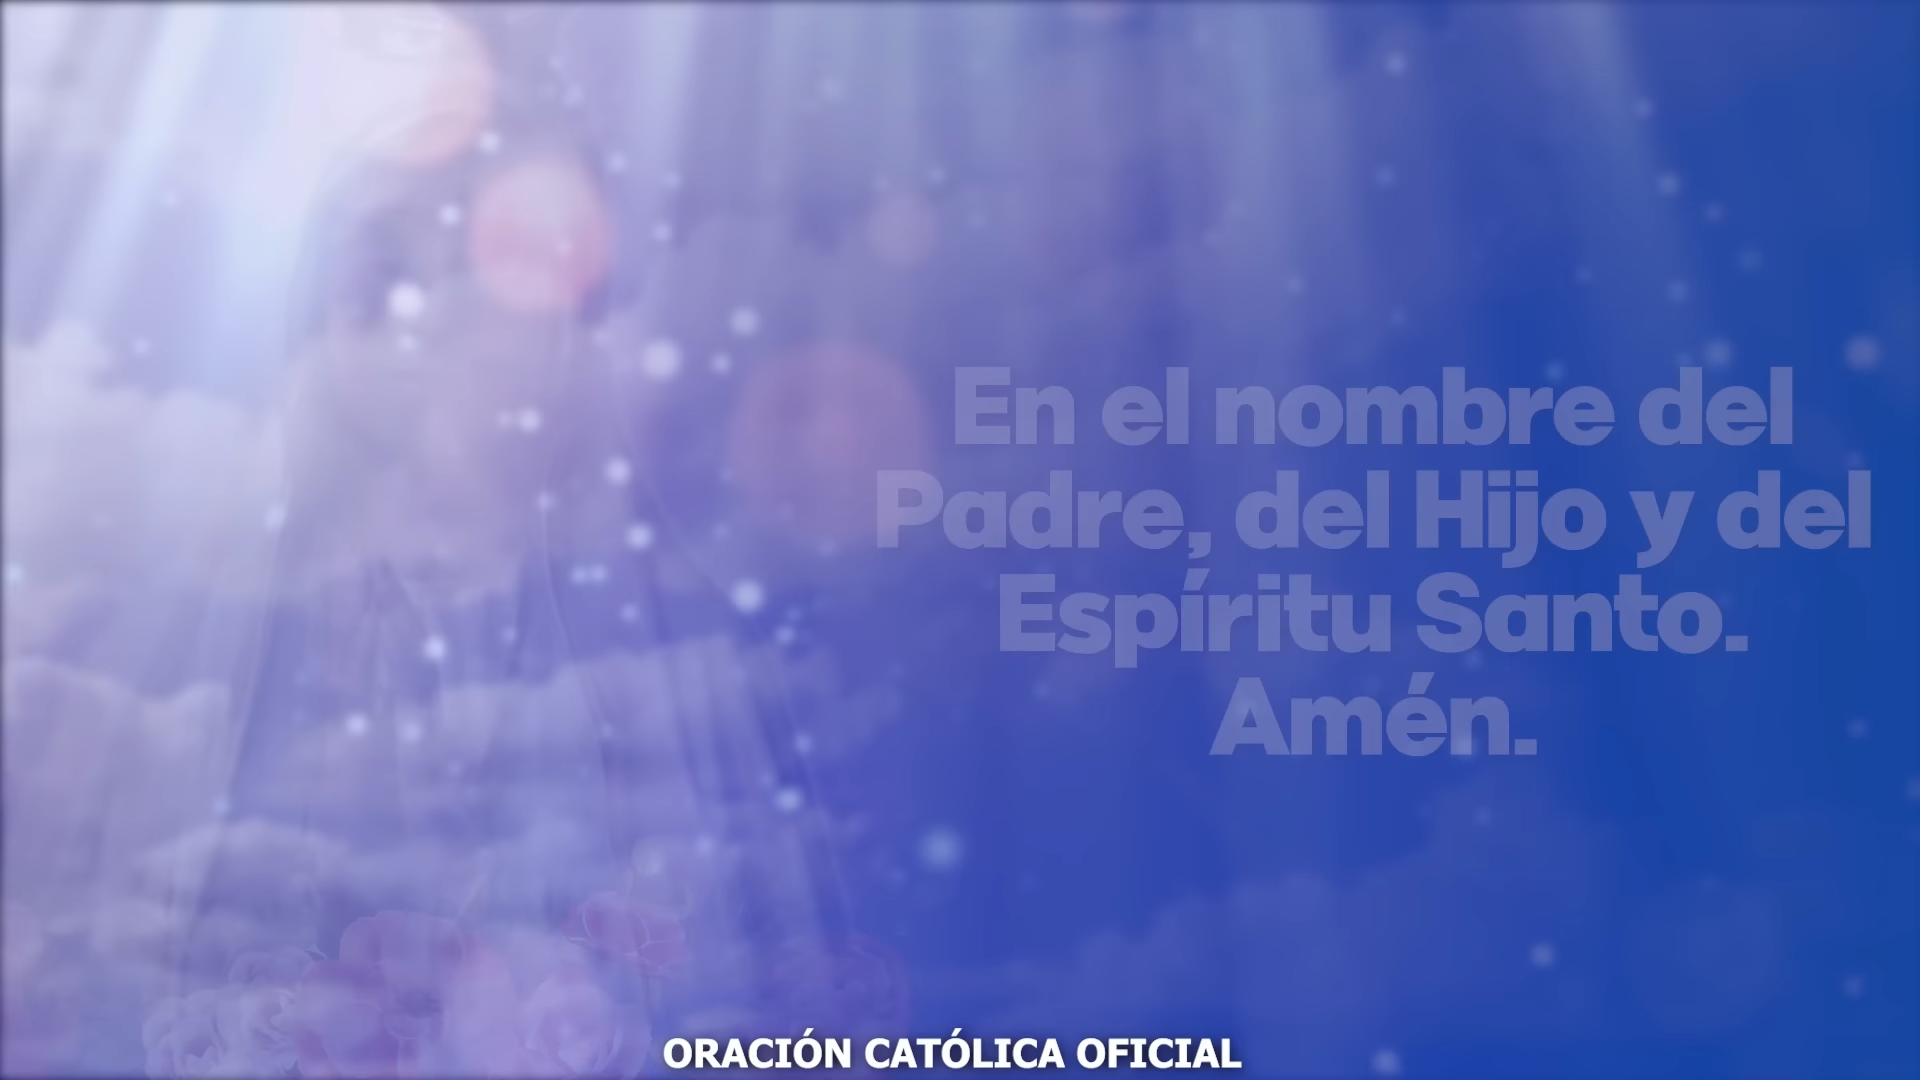 En el nombre del
Padre, del Hijo y del
Espíritu Santo.
Amén.
ORACIÓN CATÓLICA OFICIAL